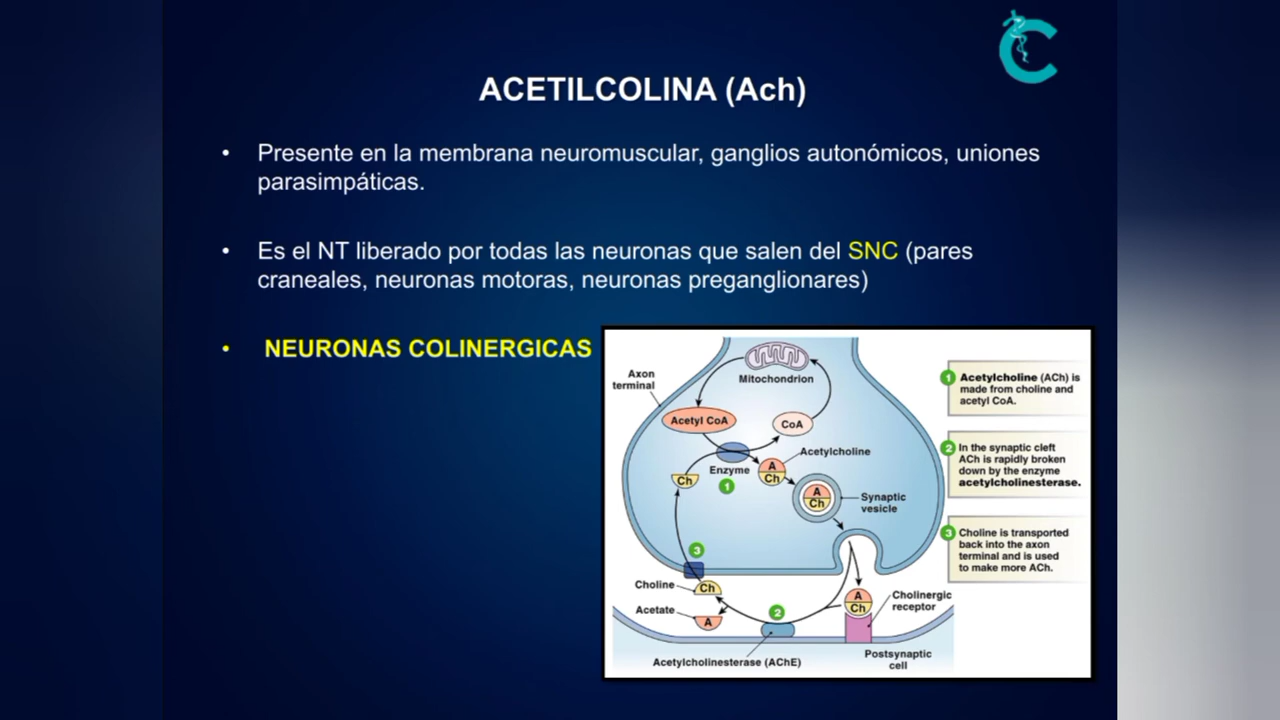 ACETILCOLINA (Ach)
• Presente en la membrana neuromuscular, ganglios autonómicos, uniones
parasimpáticas.
• Es el NT liberado por todas las neuronas que salen del SNC (pares
craneales, neuronas motoras, neuronas preganglionares)
• NEURONAS COLINERGICAS
Axon
terminal
Mitochondrion
Acetyl CoA
CoA
Enzyme
1
Acetylcholine
A
Ch
Ch
A
Ch
Synaptic
vesicle
3
Choline
Ch
Acetate
A
2
A
Ch
Cholinergic
receptor
Acetylcholinesterase (AChE)
Postsynaptic
cell
1 Acetylcholine (ACh) is
made from choline and
acetyl CoA.
2 In the synaptic cleft
ACh is rapidly broken
down by the enzyme
acetylcholinesterase.
3 Choline is transported
back into the axon
terminal and is used
to make more ACh.